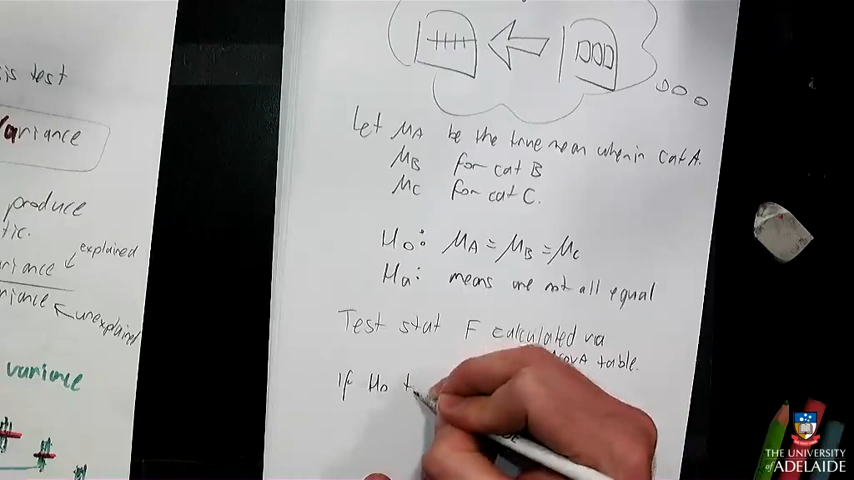 is test
Variance
produce
tic.
explained
riance
riance
unexplained
variance
Let μA be the true mean when in cat A.
μB for cat B
μC for cat C.
H0: μA = μB = μC
Ha: means are not all equal
Test stat F calculated via
ANOVA table.
If H0 t
THE UNIVERSITY
of ADELAIDE